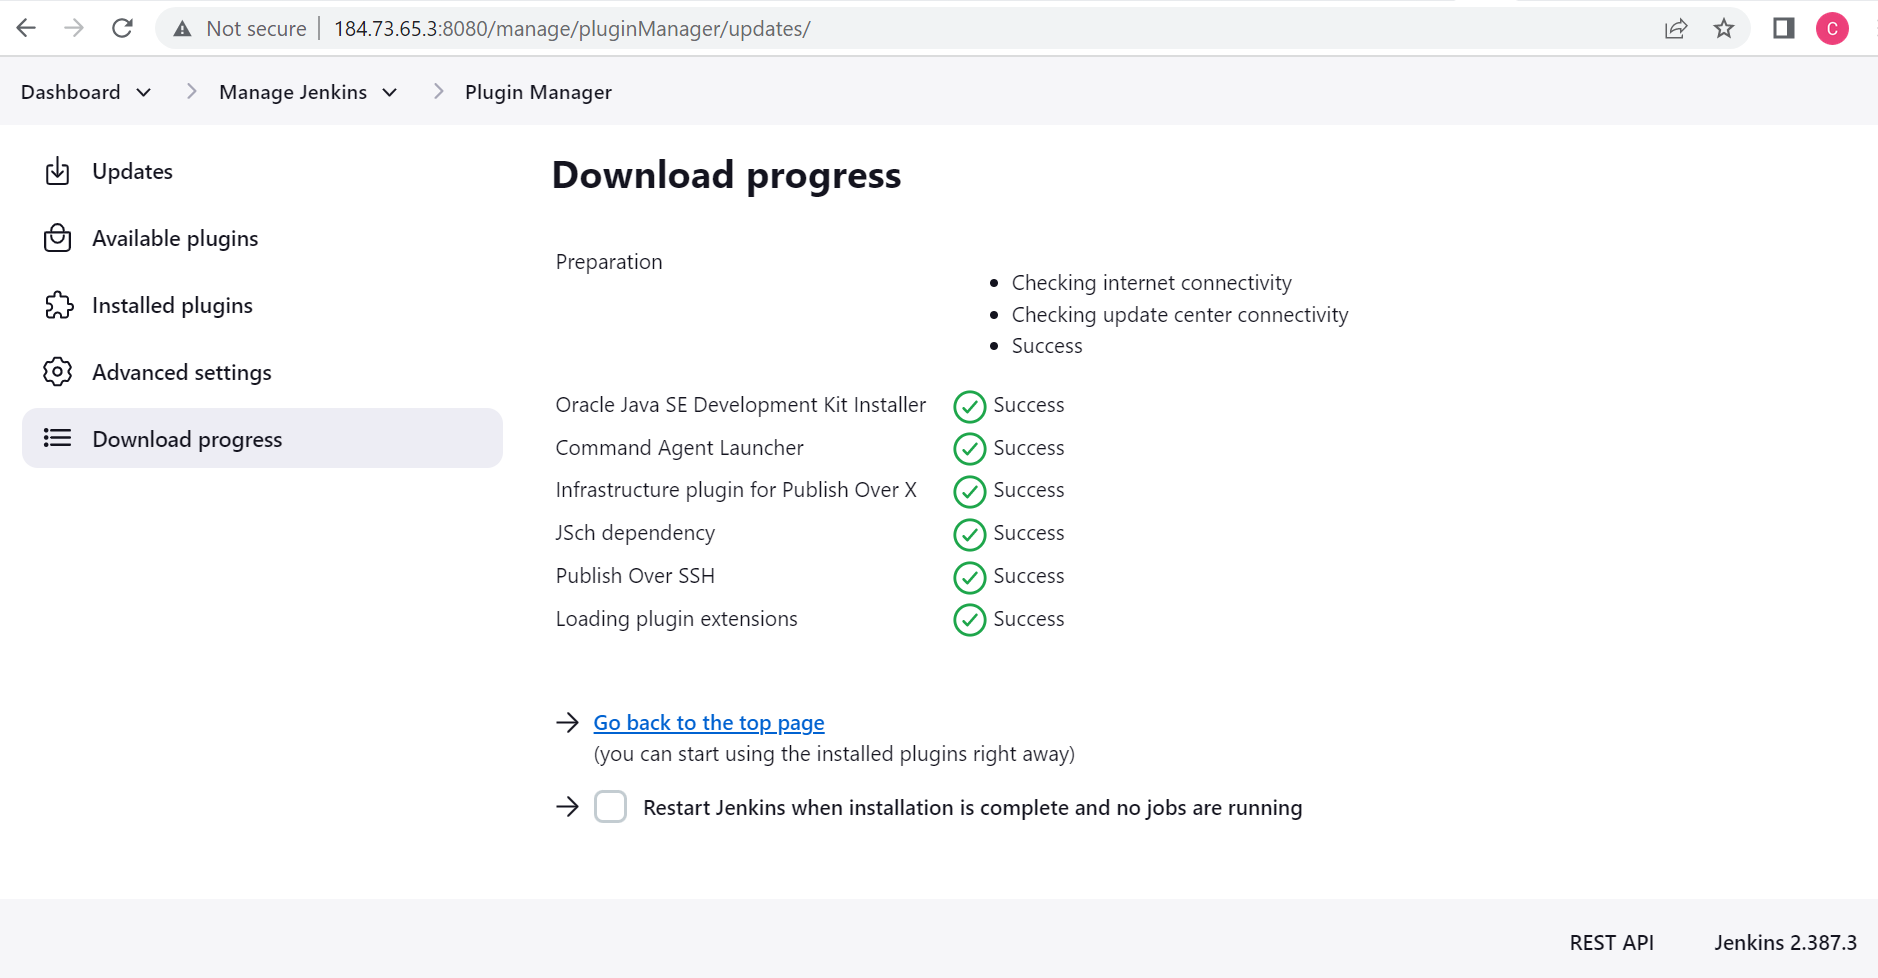 Not secure 184.73.65.3:8080/manage/pluginManager/updates/
C
Dashboard
Manage Jenkins
Plugin Manager
Updates
Available plugins
Installed plugins
Advanced settings
Download progress
Download progress
Preparation
Checking internet connectivity
Checking update center connectivity
Success
Oracle Java SE Development Kit Installer Success
Command Agent Launcher Success
Infrastructure plugin for Publish Over X Success
JSch dependency Success
Publish Over SSH Success
Loading plugin extensions Success
Go back to the top page
(you can start using the installed plugins right away)
Restart Jenkins when installation is complete and no jobs are running
REST API
Jenkins 2.387.3